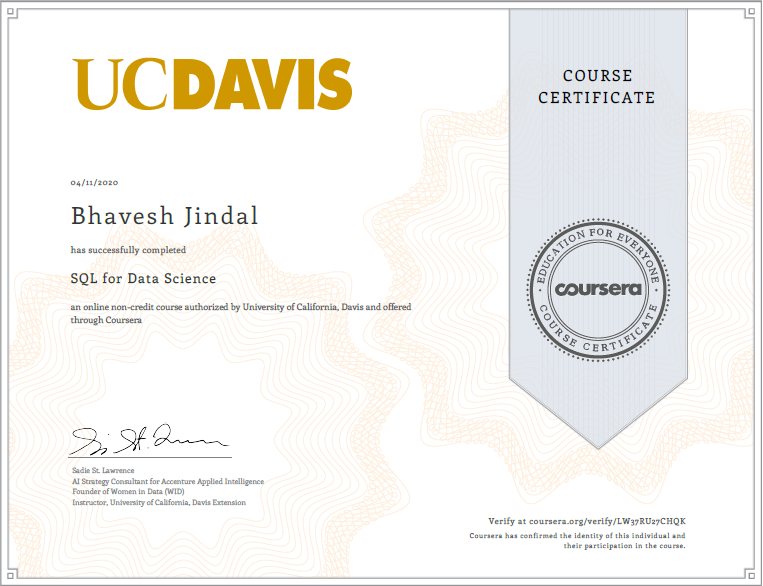 UCDAVIS
COURSE
CERTIFICATE
04/11/2020
Bhavesh Jindal
has successfully completed
SQL for Data Science
an online non-credit course authorized by University of California, Davis and offered
through Coursera
EDUCATION FOR EVERYONE
coursera
COURSE CERTIFICATE
Sadie St. Lawrence
AI Strategy Consultant for Accenture Applied Intelligence
Founder of Women in Data (WID)
Instructor, University of California, Davis Extension
Verify at coursera.org/verify/LW37RU27CHQK
Coursera has confirmed the identity of this individual and
their participation in the course.